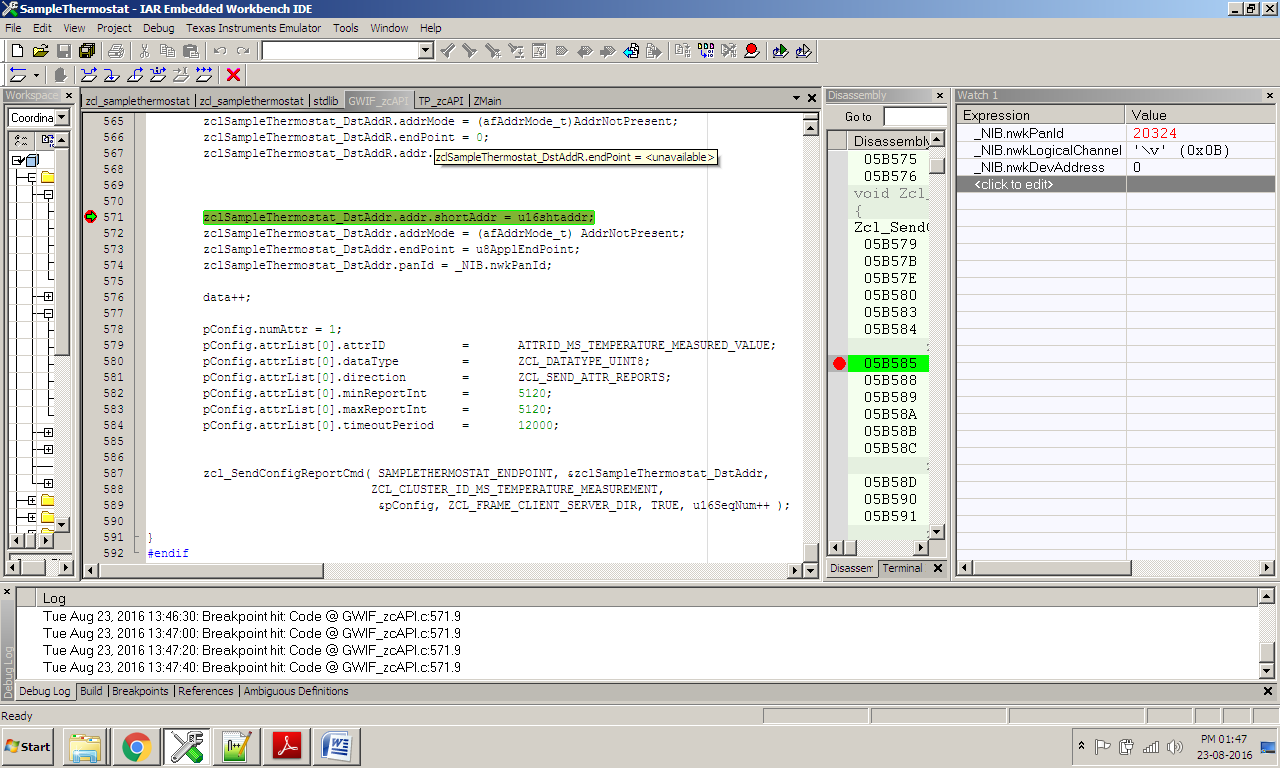 SampleThermostat - IAR Embedded Workbench IDE
File Edit View Project Debug Texas Instruments Emulator Tools Window Help
Workspace
Coordina
zcl_samplethermostat zcl_samplethermostat stdlib GWIF_zcAPI TP_zcAPI ZMain
565 zclSampleThermostat_DstAddR.addrMode = (afAddrMode_t)AddrNotPresent;
566 zclSampleThermostat_DstAddR.endPoint = 0;
567 zclSampleThermostat_DstAddR.addr.
zclSampleThermostat_DstAddR.endPoint = <unavailable>
568
569
570
571 zclSampleThermostat_DstAddr.addr.shortAddr = u16shtaddr;
572 zclSampleThermostat_DstAddr.addrMode = (afAddrMode_t) AddrNotPresent;
573 zclSampleThermostat_DstAddr.endPoint = u8ApplEndPoint;
574 zclSampleThermostat_DstAddr.panId = _NIB.nwkPanId;
575
576 data++;
577
578 pConfig.numAttr = 1;
579 pConfig.attrList[0].attrID = ATTRID_MS_TEMPERATURE_MEASURED_VALUE;
580 pConfig.attrList[0].dataType = ZCL_DATATYPE_UINT8;
581 pConfig.attrList[0].direction = ZCL_SEND_ATTR_REPORTS;
582 pConfig.attrList[0].minReportInt = 5120;
583 pConfig.attrList[0].maxReportInt = 5120;
584 pConfig.attrList[0].timeoutPeriod = 12000;
585
586
587 zcl_SendConfigReportCmd( SAMPLETHERMOSTAT_ENDPOINT, &zclSampleThermostat_DstAddr,
588 ZCL_CLUSTER_ID_MS_TEMPERATURE_MEASUREMENT,
589 &pConfig, ZCL_FRAME_CLIENT_SERVER_DIR, TRUE, u16SeqNum++ );
590
591 }
592 #endif
Disassembly
Go to
Disassembly
05B575
05B576
void Zcl_
{
Zcl_Send
05B579
05B57B
05B57E
05B580
05B583
05B584
05B585
05B588
05B589
05B58A
05B58B
05B58C
05B58D
05B590
05B591
Disassem Terminal
Watch 1
Expression Value
_NIB.nwkPanId 20324
_NIB.nwkLogicalChannel '\v' (0x0B)
_NIB.nwkDevAddress 0
<click to edit>
Debug Log
Log
Tue Aug 23, 2016 13:46:30: Breakpoint hit: Code @ GWIF_zcAPI.c:571.9
Tue Aug 23, 2016 13:47:00: Breakpoint hit: Code @ GWIF_zcAPI.c:571.9
Tue Aug 23, 2016 13:47:20: Breakpoint hit: Code @ GWIF_zcAPI.c:571.9
Tue Aug 23, 2016 13:47:40: Breakpoint hit: Code @ GWIF_zcAPI.c:571.9
Debug Log Build Breakpoints References Ambiguous Definitions
Ready
Start
PM 01:47
23-08-2016